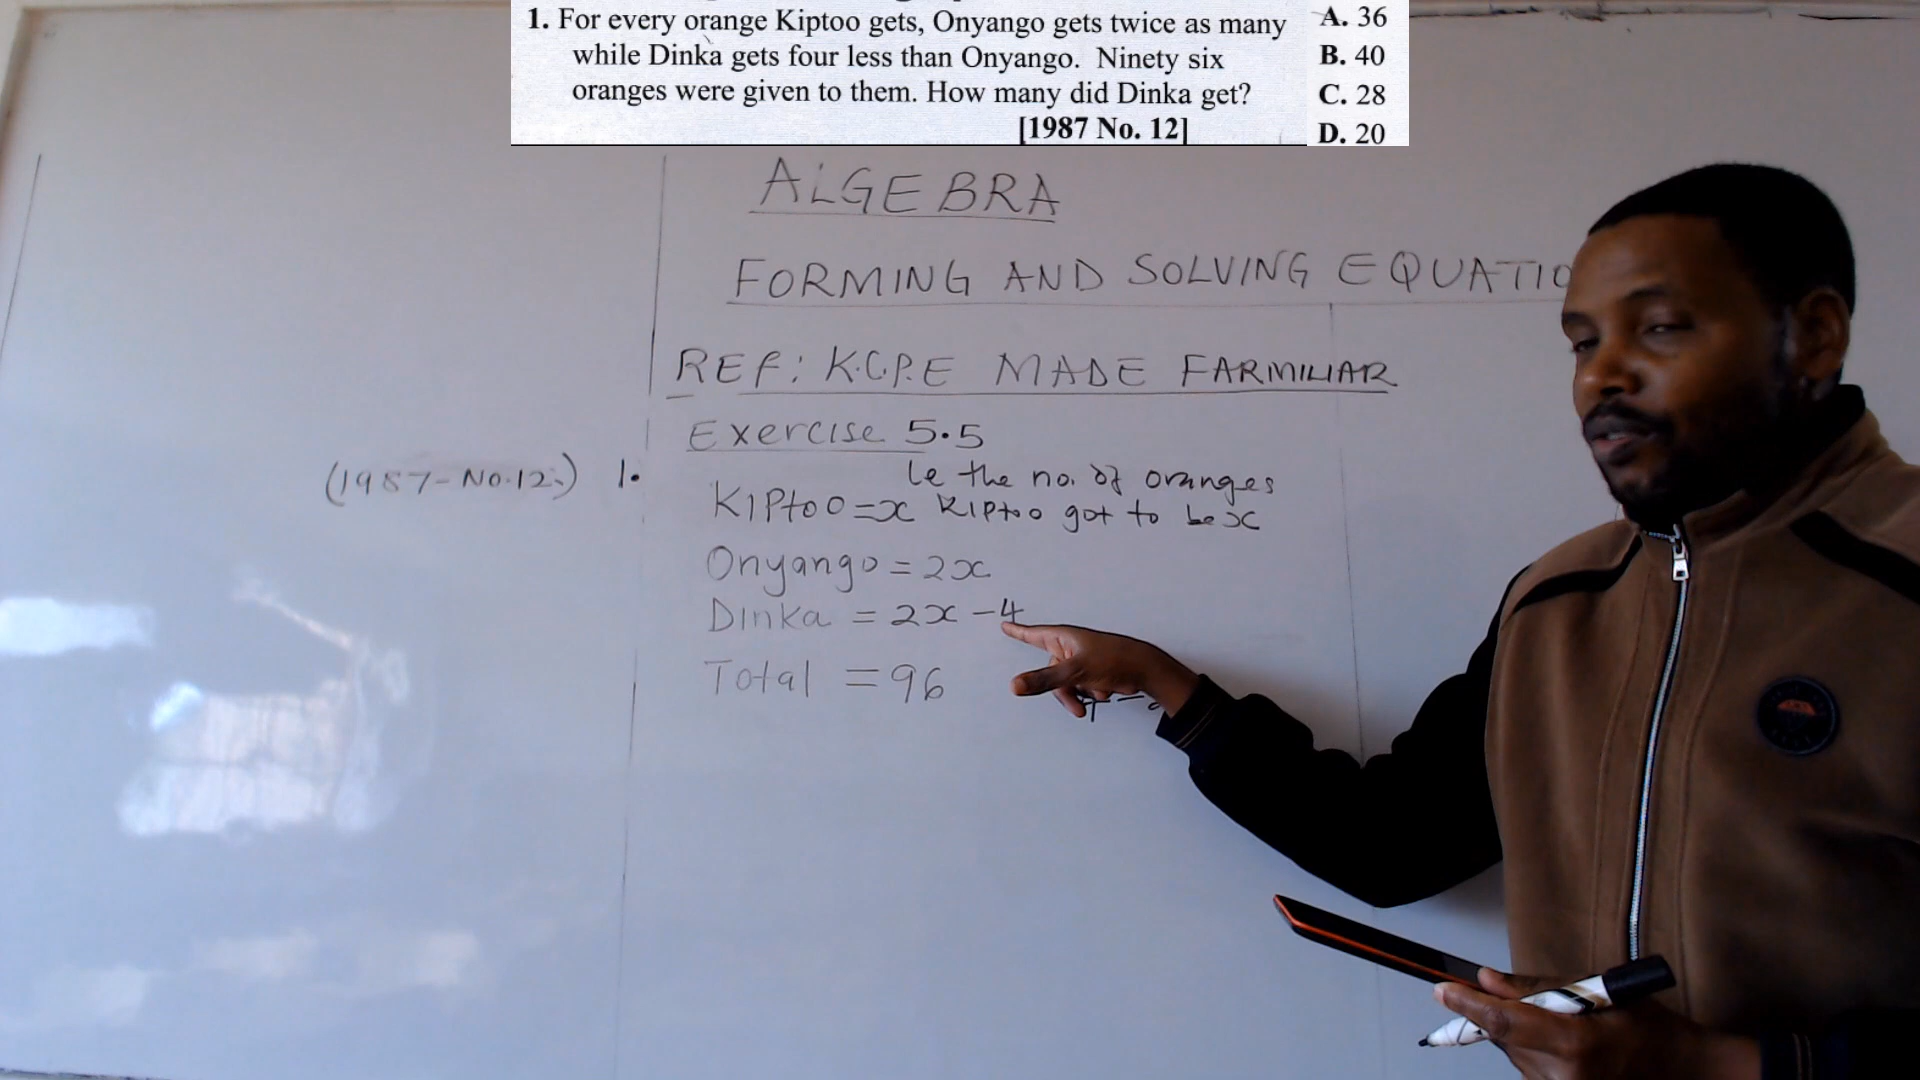 1. For every orange Kiptoo gets, Onyango gets twice as many
while Dinka gets four less than Onyango. Ninety six
oranges were given to them. How many did Dinka get?
[1987 No. 12]
A. 36
B. 40
C. 28
D. 20
ALGEBRA
FORMING AND SOLVING EQUATIO
REF: K.C.P.E MADE FARMILIAR
Exercise 5.5
(1987-No.12.) 1.
Le the no. of oranges
Kiptoo = x Kiptoo got to be x
Onyango = 2x
Dinka = 2x - 4
Total = 96